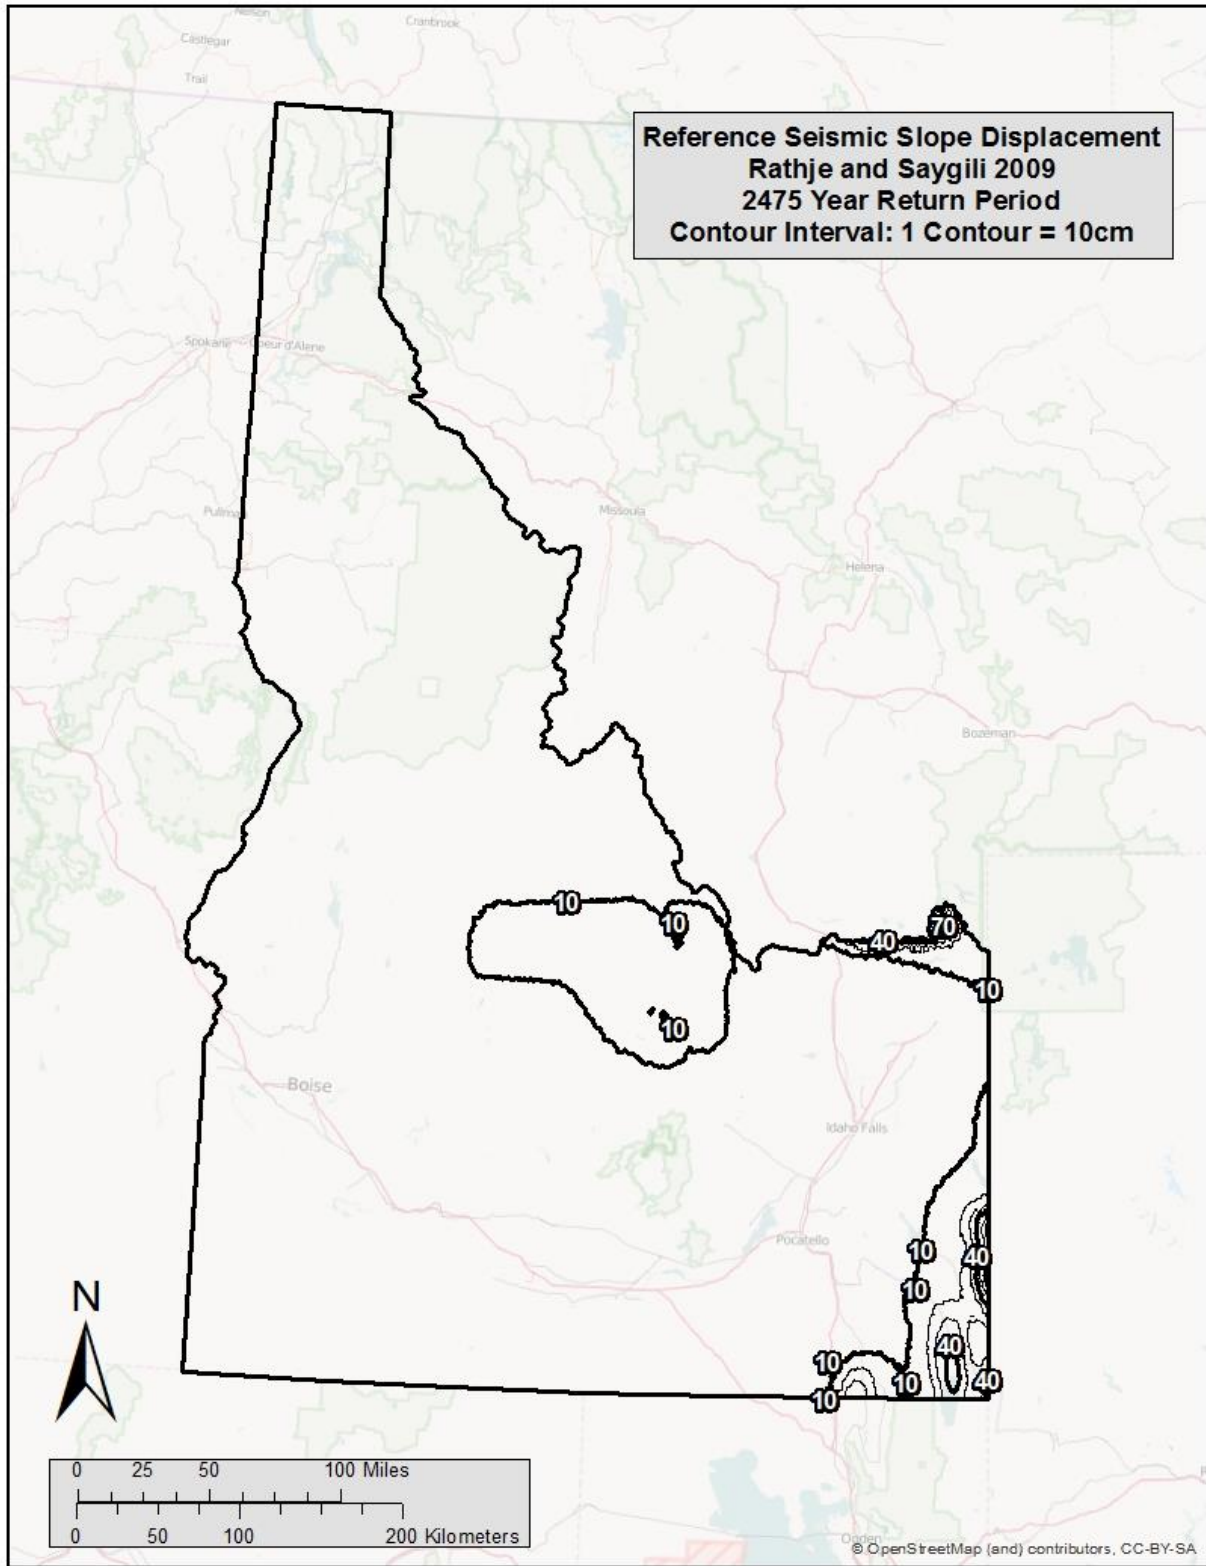 Nelson
Cranbrook
Castlegar
Trail
Reference Seismic Slope Displacement
Rathje and Saygili 2009
2475 Year Return Period
Contour Interval: 1 Contour = 10cm
Spokane
Coeur d'Alene
Pullma
Missoula
Helena
Bozeman
10
10
70
40
10
10
Boise
Idaho Falls
Pocatello
10
40
10
N
40
10
10
40
10
0 25 50 100 Miles
0 50 100 200 Kilometers
Ogden
© OpenStreetMap (and) contributors, CC-BY-SA